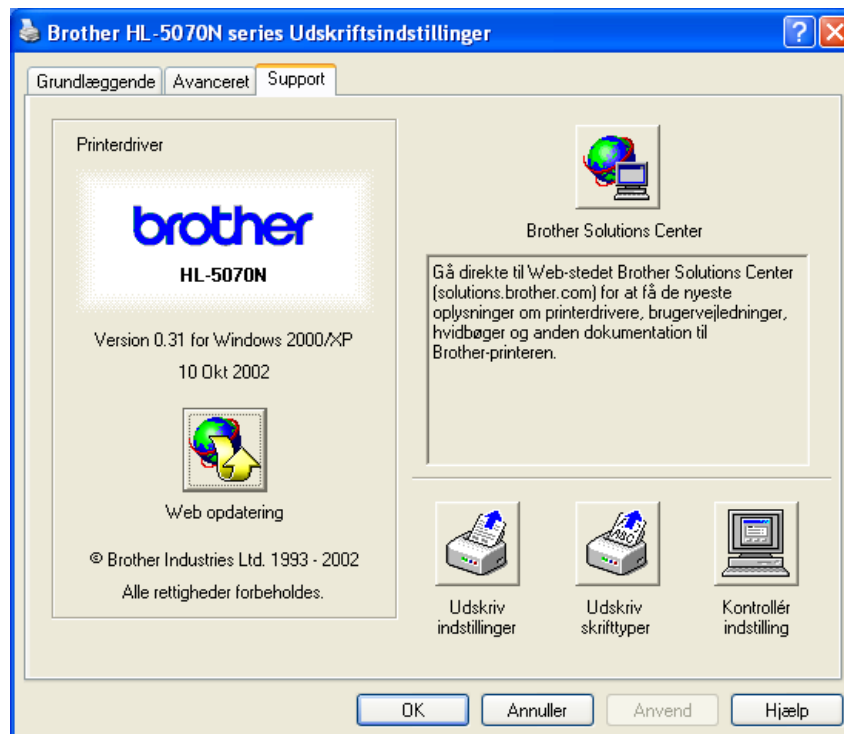 Brother HL-5070N series Udskriftsindstillinger
Grundlæggende
Avanceret
Support
Printerdriver
brother
HL-5070N
Version 0.31 for Windows 2000/XP
10 Okt 2002
Web opdatering
© Brother Industries Ltd. 1993 - 2002
Alle rettigheder forbeholdes.
Brother Solutions Center
Gå direkte til Web-stedet Brother Solutions Center
(solutions.brother.com) for at få de nyeste
oplysninger om printerdrivere, brugervejledninger,
hvidbøger og anden dokumentation til
Brother-printeren.
Udskriv
indstillinger
Udskriv
skrifttyper
Kontrollér
indstilling
OK
Annuller
Anvend
Hjælp